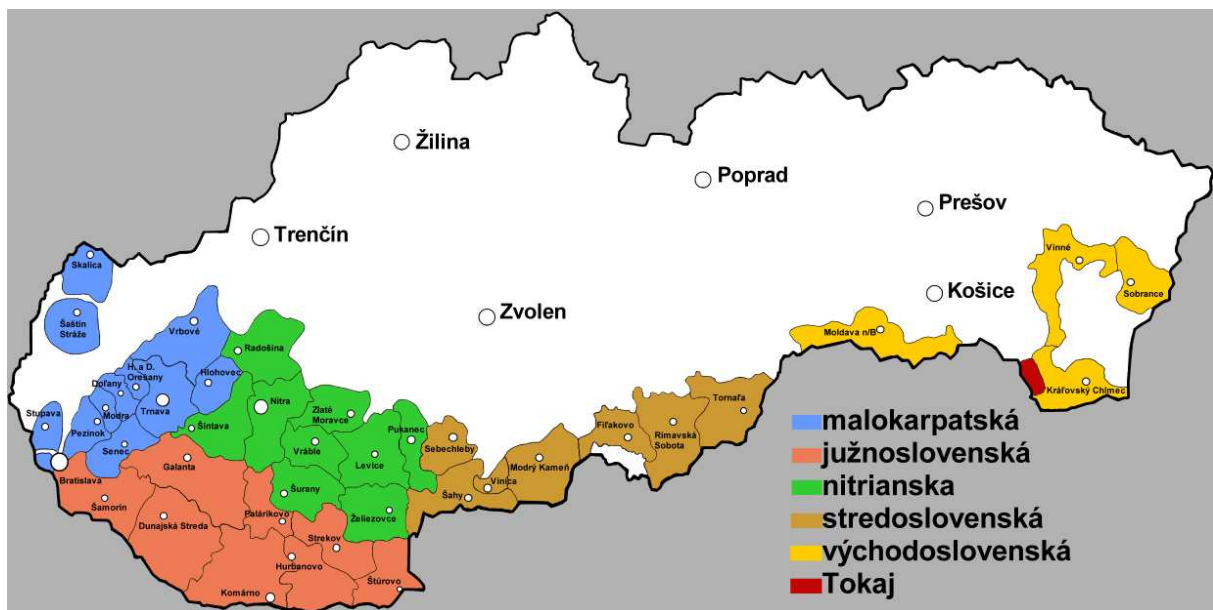 Žilina
Poprad
Prešov
Trenčín
Vinné
Skalica
Košice
Sobrance
Zvolen
Šaštín
Stráže
Vrbové
Moldava n/B
Radošina
H. a D.
Orešany
Hlohovec
Doľany
Kráľovský Chlmec
Tornaľa
Modra
Trnava
Nitra
Zlaté
Moravce
Stupava
Pezinok
Šintava
Pukanec
Fiľakovo
Rimavská
Sobota
Senec
Vráble
Sebechleby
Levice
Galanta
Modrý Kameň
Bratislava
Vinica
Šurany
Šahy
Šamorín
Palárikovo
Želiezovce
Dunajská Streda
Strekov
Hurbanovo
Štúrovo
Komárno
malokarpatská
južnoslovenská
nitrianska
stredoslovenská
východoslovenská
Tokaj